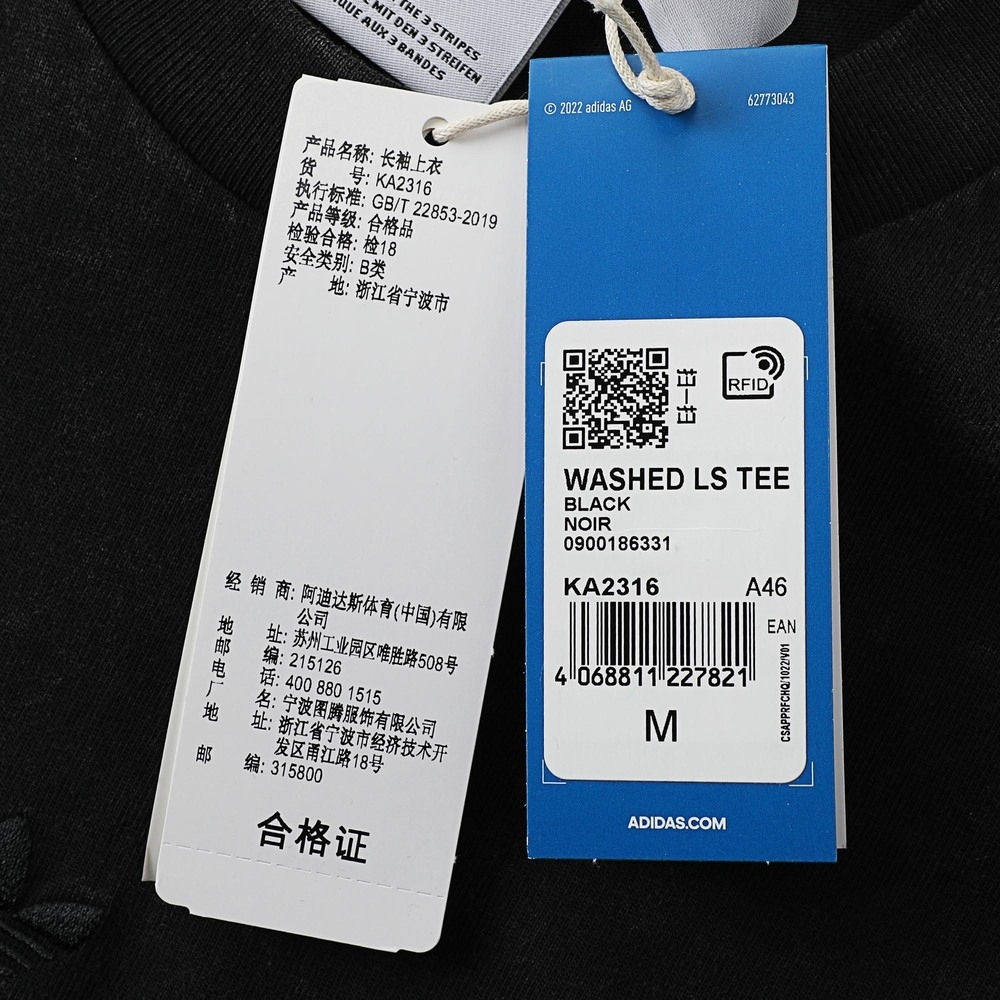 THE 3 STRIPES
MIT DEN 3 STREIFEN
AUX 3 BANDES
产品名称: 长袖上衣
货 号: KA2316
执行标准: GB/T 22853-2019
产品等级: 合格品
检验合格: 检18
安全类别: B类
产 地: 浙江省宁波市
经 销 商: 阿迪达斯体育(中国)有限
公司
地 址: 苏州工业园区唯胜路508号
邮 编: 215126
电 话: 400 880 1515
厂 名: 宁波图腾服饰有限公司
地 址: 浙江省宁波市经济技术开
发区甬江路18号
邮 编: 315800
合格证
© 2022 adidas AG
62773043
扫一扫
RFID
WASHED LS TEE
BLACK
NOIR
0900186331
KA2316 A46
EAN
4 068811 227821
CSAPPRFCHQ/1022/V01
M
ADIDAS.COM